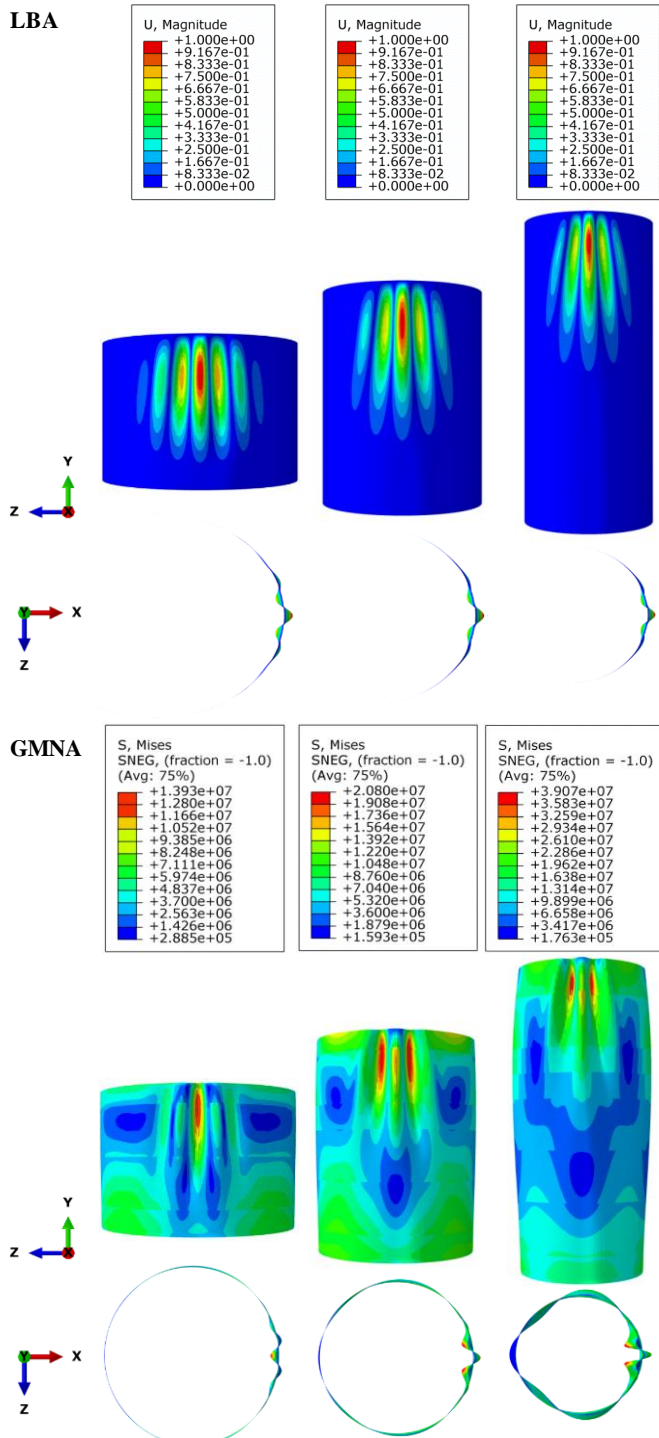 LBA
U, Magnitude
+1.000e+00
+9.167e-01
+8.333e-01
+7.500e-01
+6.667e-01
+5.833e-01
+5.000e-01
+4.167e-01
+3.333e-01
+2.500e-01
+1.667e-01
+8.333e-02
+0.000e+00
U, Magnitude
+1.000e+00
+9.167e-01
+8.333e-01
+7.500e-01
+6.667e-01
+5.833e-01
+5.000e-01
+4.167e-01
+3.333e-01
+2.500e-01
+1.667e-01
+8.333e-02
+0.000e+00
U, Magnitude
+1.000e+00
+9.167e-01
+8.333e-01
+7.500e-01
+6.667e-01
+5.833e-01
+5.000e-01
+4.167e-01
+3.333e-01
+2.500e-01
+1.667e-01
+8.333e-02
+0.000e+00
Y
Z X
Y X
Z
GMNA
S, Mises
SNEG, (fraction = -1.0)
(Avg: 75%)
+1.393e+07
+1.280e+07
+1.166e+07
+1.052e+07
+9.385e+06
+8.248e+06
+7.111e+06
+5.974e+06
+4.837e+06
+3.700e+06
+2.563e+06
+1.426e+06
+2.885e+05
S, Mises
SNEG, (fraction = -1.0)
(Avg: 75%)
+2.080e+07
+1.908e+07
+1.736e+07
+1.564e+07
+1.392e+07
+1.220e+07
+1.048e+07
+8.760e+06
+7.040e+06
+5.320e+06
+3.600e+06
+1.879e+06
+1.593e+05
S, Mises
SNEG, (fraction = -1.0)
(Avg: 75%)
+3.907e+07
+3.583e+07
+3.259e+07
+2.934e+07
+2.610e+07
+2.286e+07
+1.962e+07
+1.638e+07
+1.314e+07
+9.899e+06
+6.658e+06
+3.417e+06
+1.763e+05
Y
Z X
Y X
Z